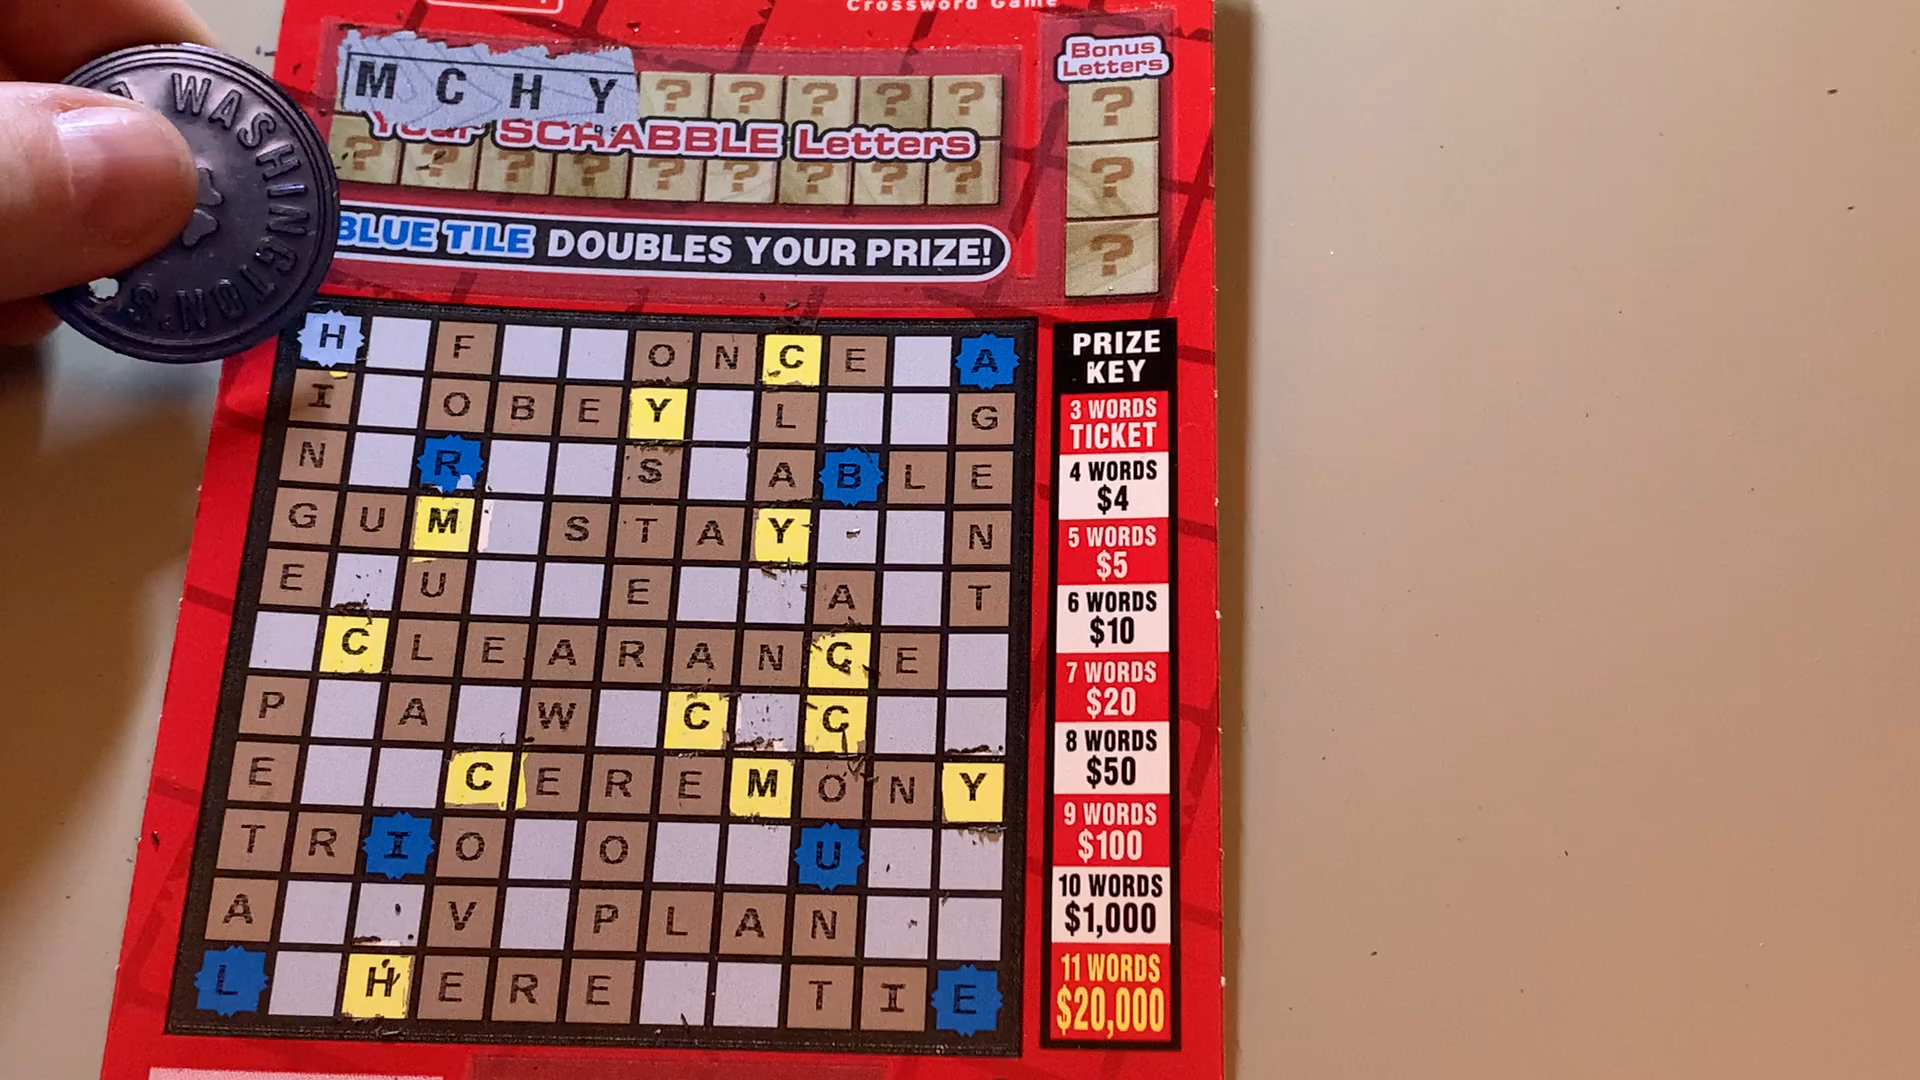 Crossword Game
WASHINGTON'S
M C H Y ? ? ? ? ?
Your SCRABBLE Letters
? ? ? ? ? ? ? ? ?
Bonus
Letters
?
?
?
BLUE TILE DOUBLES YOUR PRIZE!
H F O N C E A
I O B E Y L G
N R S A B L E
G U M S T A Y N
E U E A T
C L E A R A N C E
P A W C C
E C E R E M O N Y
T R I O O U
A V P L A N
L H E R E T I E
PRIZE
KEY
3 WORDS
TICKET
4 WORDS
$4
5 WORDS
$5
6 WORDS
$10
7 WORDS
$20
8 WORDS
$50
9 WORDS
$100
10 WORDS
$1,000
11 WORDS
$20,000